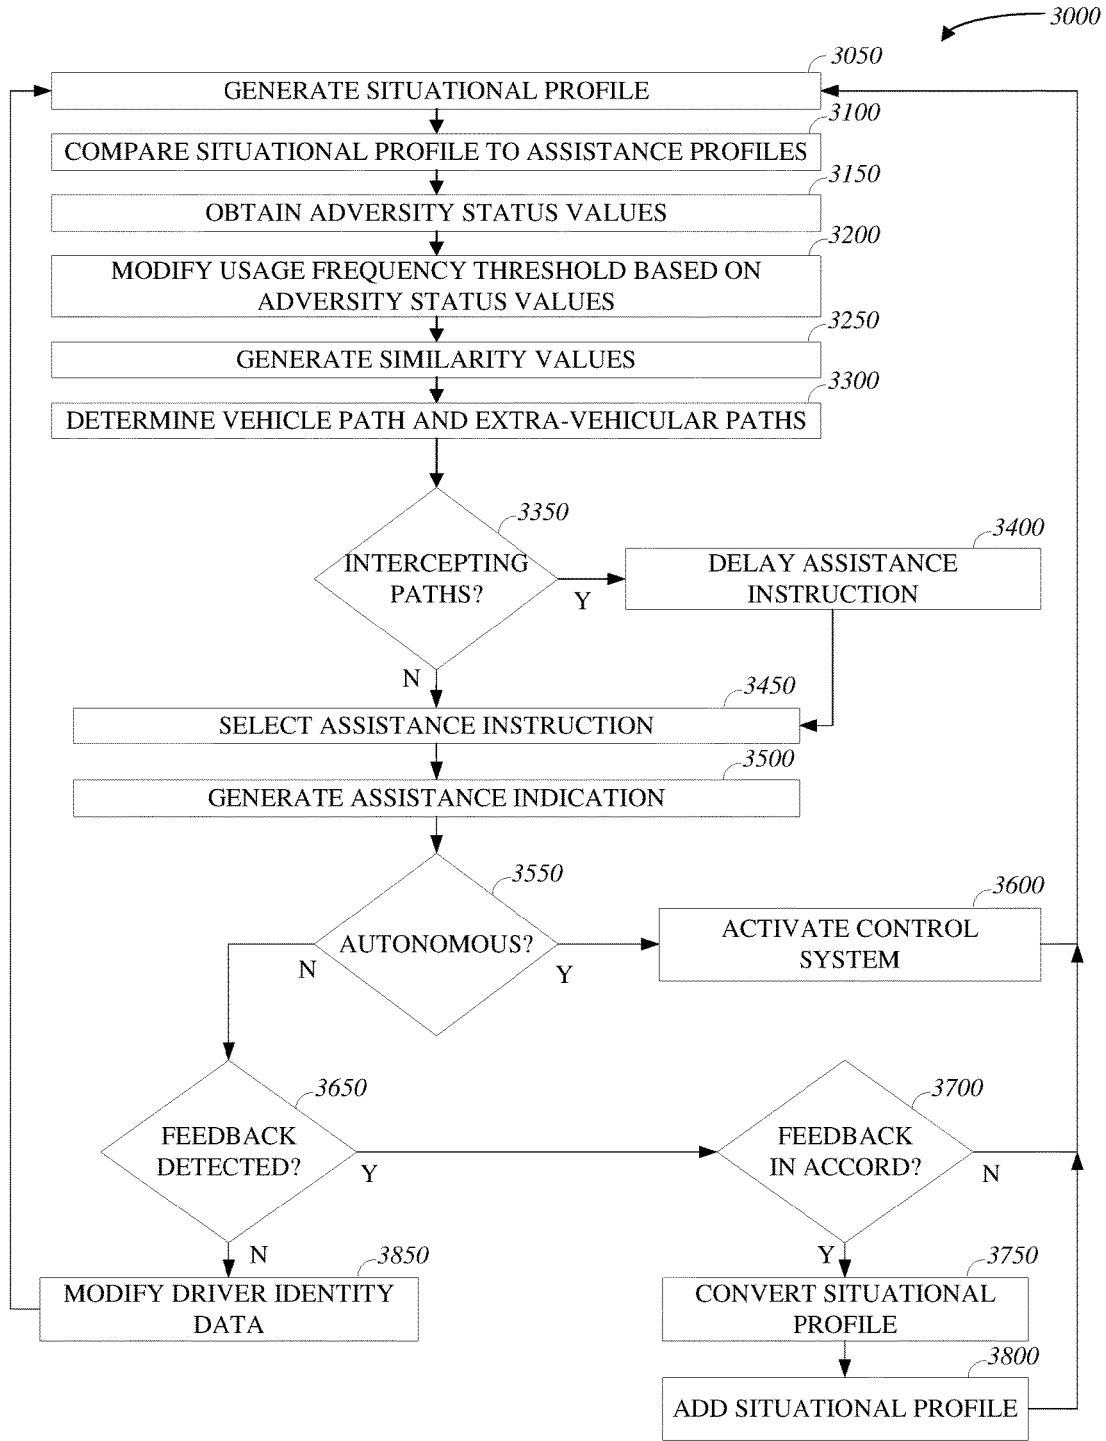 3000
3050
GENERATE SITUATIONAL PROFILE
3100
COMPARE SITUATIONAL PROFILE TO ASSISTANCE PROFILES
3150
OBTAIN ADVERSITY STATUS VALUES
3200
MODIFY USAGE FREQUENCY THRESHOLD BASED ON
ADVERSITY STATUS VALUES
3250
GENERATE SIMILARITY VALUES
3300
DETERMINE VEHICLE PATH AND EXTRA-VEHICULAR PATHS
3350
INTERCEPTING
PATHS?
Y
N
3400
DELAY ASSISTANCE
INSTRUCTION
3450
SELECT ASSISTANCE INSTRUCTION
3500
GENERATE ASSISTANCE INDICATION
3550
AUTONOMOUS?
N
Y
3600
ACTIVATE CONTROL
SYSTEM
3650
FEEDBACK
DETECTED?
Y
N
3700
FEEDBACK
IN ACCORD?
N
Y
3850
MODIFY DRIVER IDENTITY
DATA
3750
CONVERT SITUATIONAL
PROFILE
3800
ADD SITUATIONAL PROFILE